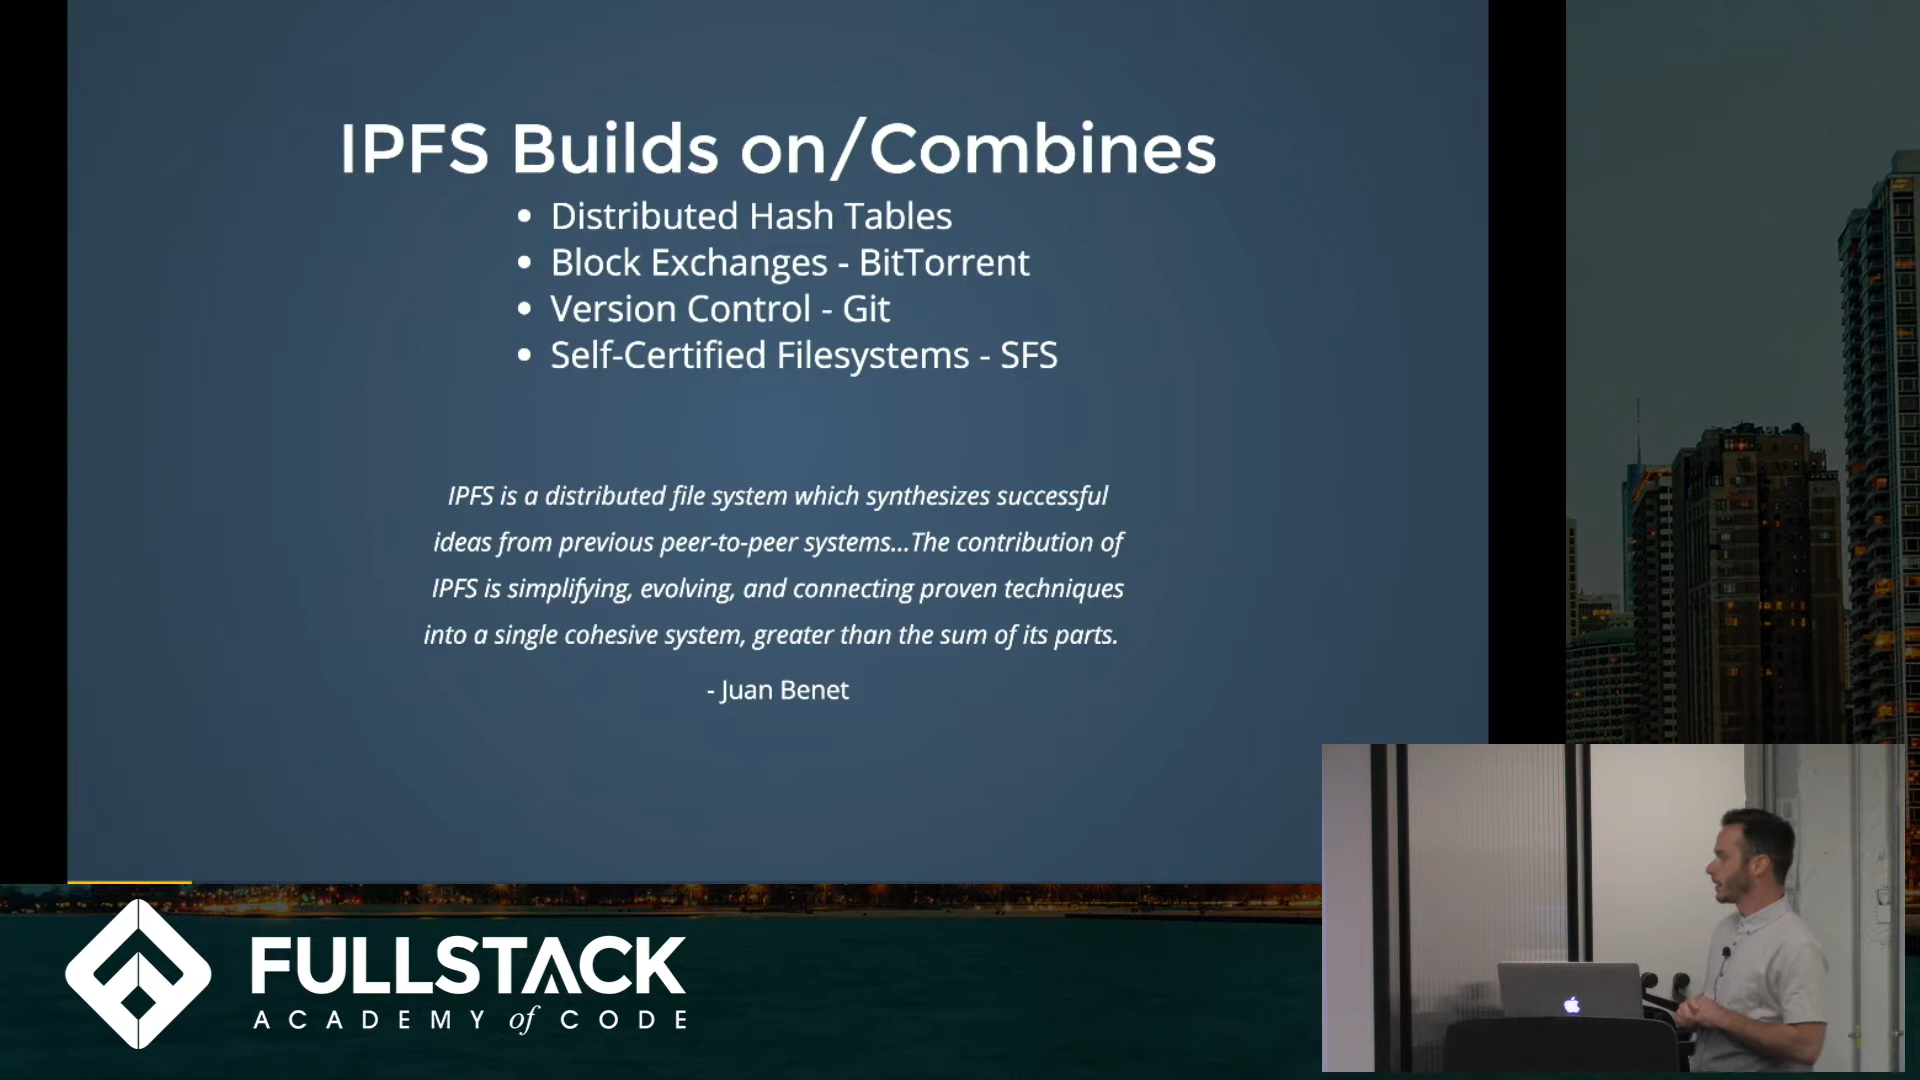 IPFS Builds on/Combines
• Distributed Hash Tables
• Block Exchanges - BitTorrent
• Version Control - Git
• Self-Certified Filesystems - SFS
IPFS is a distributed file system which synthesizes successful
ideas from previous peer-to-peer systems...The contribution of
IPFS is simplifying, evolving, and connecting proven techniques
into a single cohesive system, greater than the sum of its parts.
- Juan Benet
FULLSTACK
ACADEMY of CODE